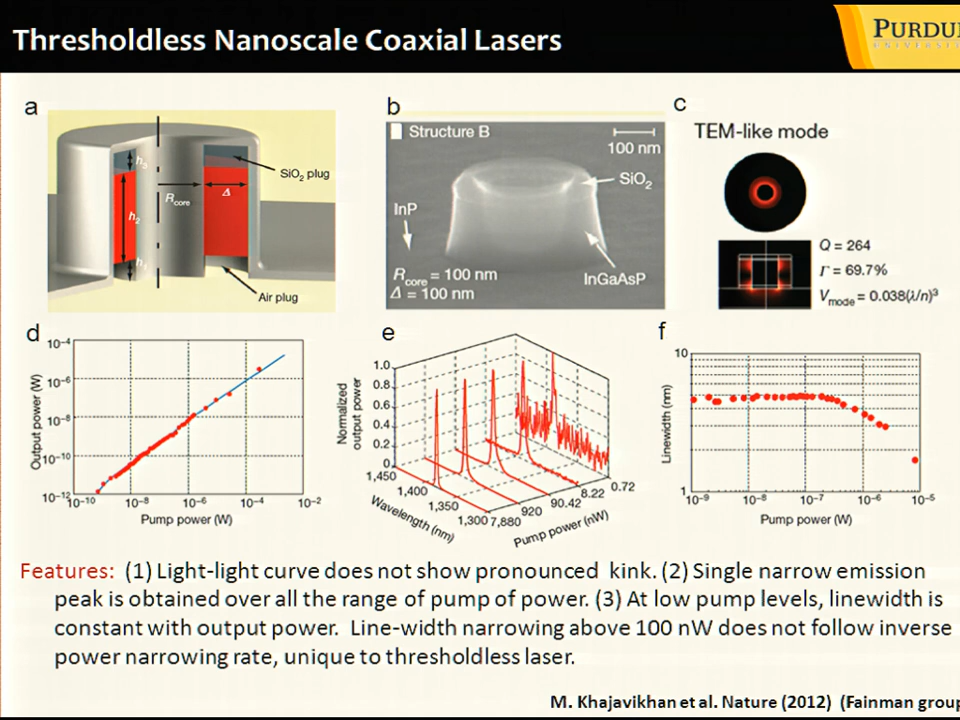 Thresholdless Nanoscale Coaxial Lasers
PURDU
UNIVERSIT
a
h3
h2
h1
Rcore
Δ
SiO2 plug
Air plug
b
Structure B
100 nm
SiO2
InP
Rcore = 100 nm
Δ = 100 nm
InGaAsP
c
TEM-like mode
Q = 264
Γ = 69.7%
Vmode = 0.038(λ/n)³
d
Output power (W)
10⁻⁴
10⁻⁶
10⁻⁸
10⁻¹⁰
10⁻¹²
10⁻¹⁰
10⁻⁸
10⁻⁶
10⁻⁴
10⁻²
Pump power (W)
e
Normalized
output power
1.0
0.8
0.6
0.4
0.2
0
1,450
1,400
1,350
1,300
Wavelength (nm)
7,880
920
90.42
8.22
0.72
Pump power (nW)
f
Linewidth (nm)
10
1
10⁻⁹
10⁻⁸
10⁻⁷
10⁻⁶
10⁻⁵
Pump power (W)
Features: (1) Light-light curve does not show pronounced kink. (2) Single narrow emission
peak is obtained over all the range of pump of power. (3) At low pump levels, linewidth is
constant with output power. Line-width narrowing above 100 nW does not follow inverse
power narrowing rate, unique to thresholdless laser.
M. Khajavikhan et al. Nature (2012) (Fainman group